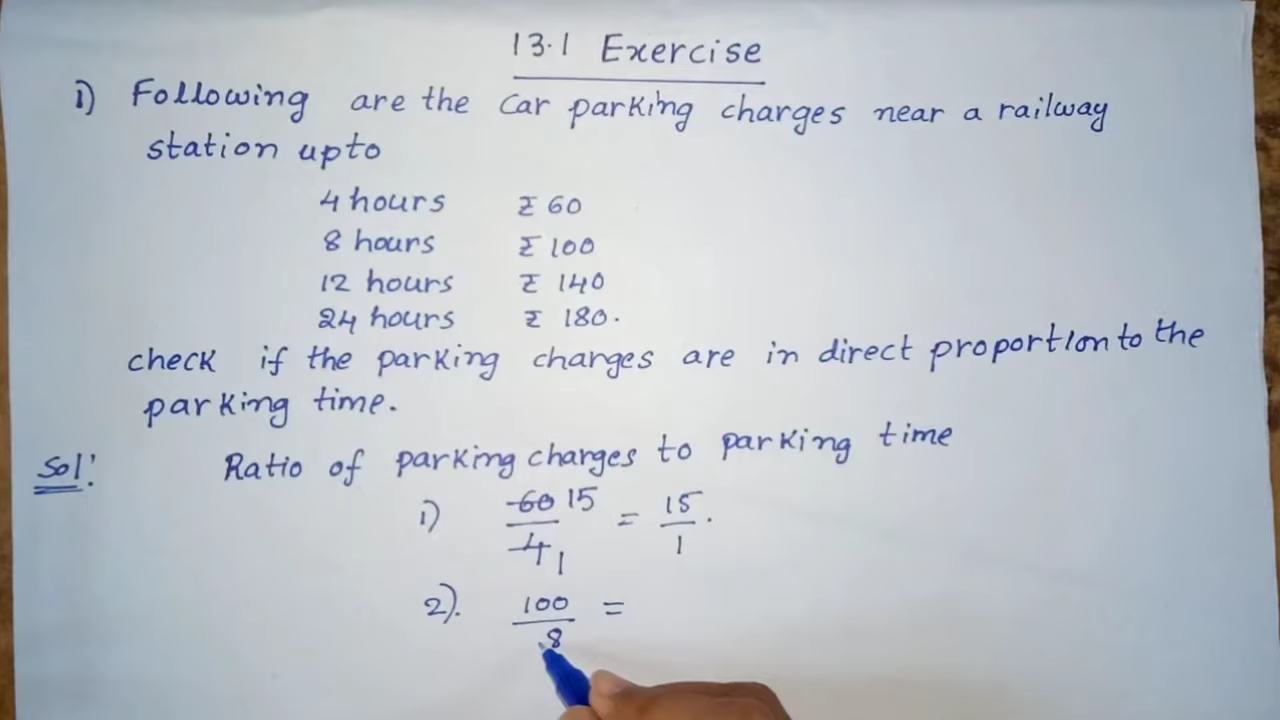 13.1 Exercise
1) Following are the Car parking charges near a railway
station upto
4 hours ₹ 60
8 hours ₹ 100
12 hours ₹ 140
24 hours ₹ 180.
check if the parking charges are in direct proportion to the
parking time.
Sol! Ratio of parking charges to parking time
1) 60/4 15/1 = 15/1.
2). 100/8 =